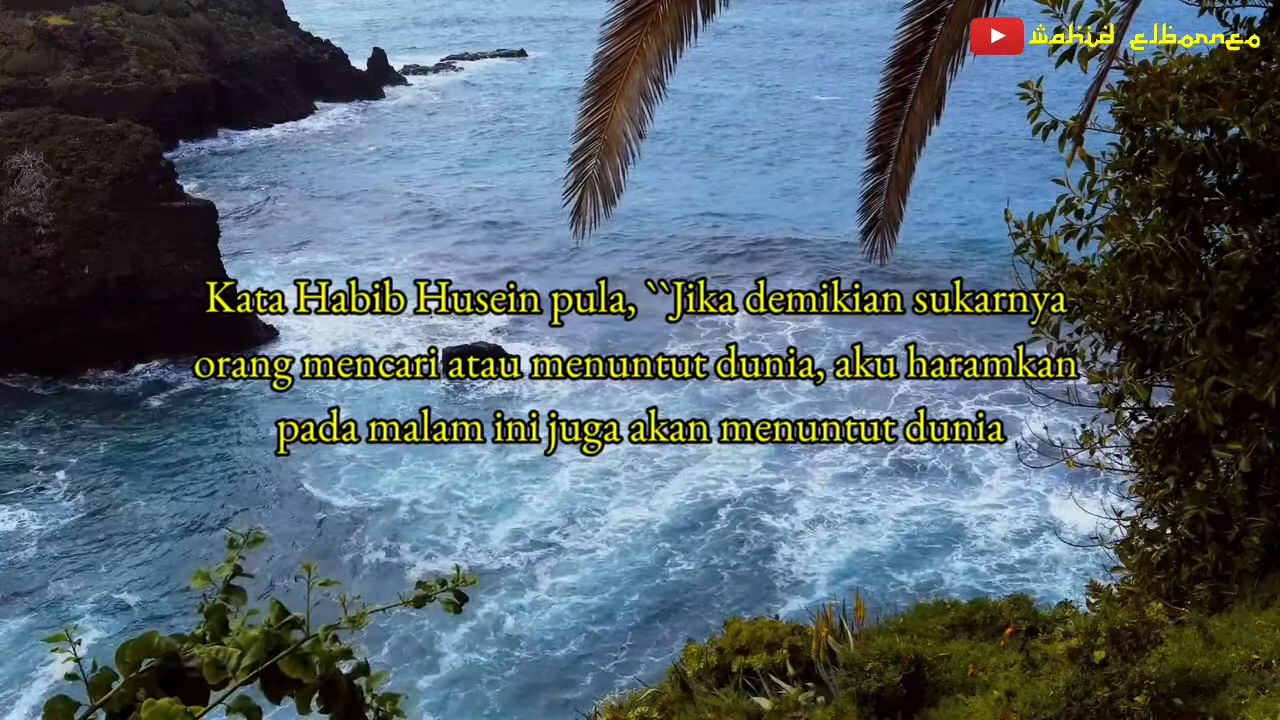 wahid elborneo
Kata Habib Husein pula, ``Jika demikian sukarnya
orang mencari atau menuntut dunia, aku haramkan
pada malam ini juga akan menuntut dunia